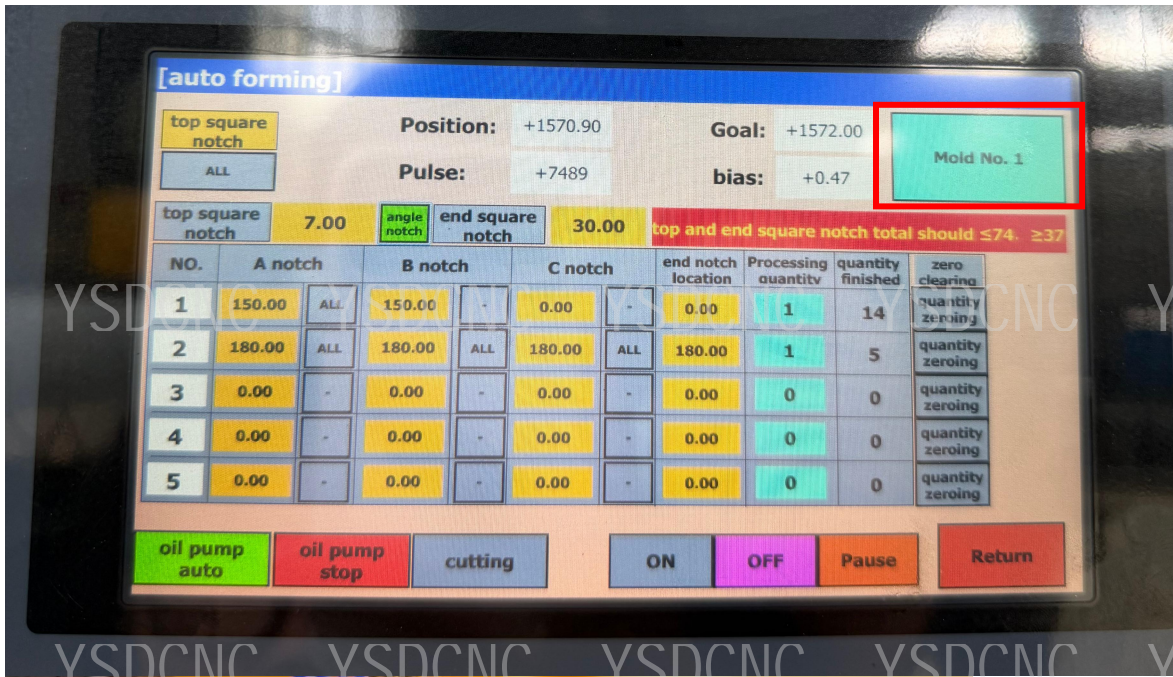 [auto forming]
top square
notch
Position: +1570.90 Goal: +1572.00
Mold No. 1
ALL
Pulse: +7489 bias: +0.47
top square
notch
7.00
angle
notch
end square
notch
30.00
top and end square notch total should ≤74. ≥37
NO. A notch B notch C notch
end notch
location
Processing
quantity
quantity
finished
zero
clearing
1 150.00 ALL 150.00 - 0.00 - 0.00 1 14
quantity
zeroing
2 180.00 ALL 180.00 ALL 180.00 ALL 180.00 1 5
quantity
zeroing
3 0.00 - 0.00 - 0.00 - 0.00 0 0
quantity
zeroing
4 0.00 - 0.00 - 0.00 - 0.00 0 0
quantity
zeroing
5 0.00 - 0.00 - 0.00 - 0.00 0 0
quantity
zeroing
oil pump
auto
oil pump
stop
cutting
ON
OFF
Pause
Return
YSDCNC YSDCNC YSDCNC YSDCNC Y
YSDCNC YSDCNC YSDCNC YSDCNC Y